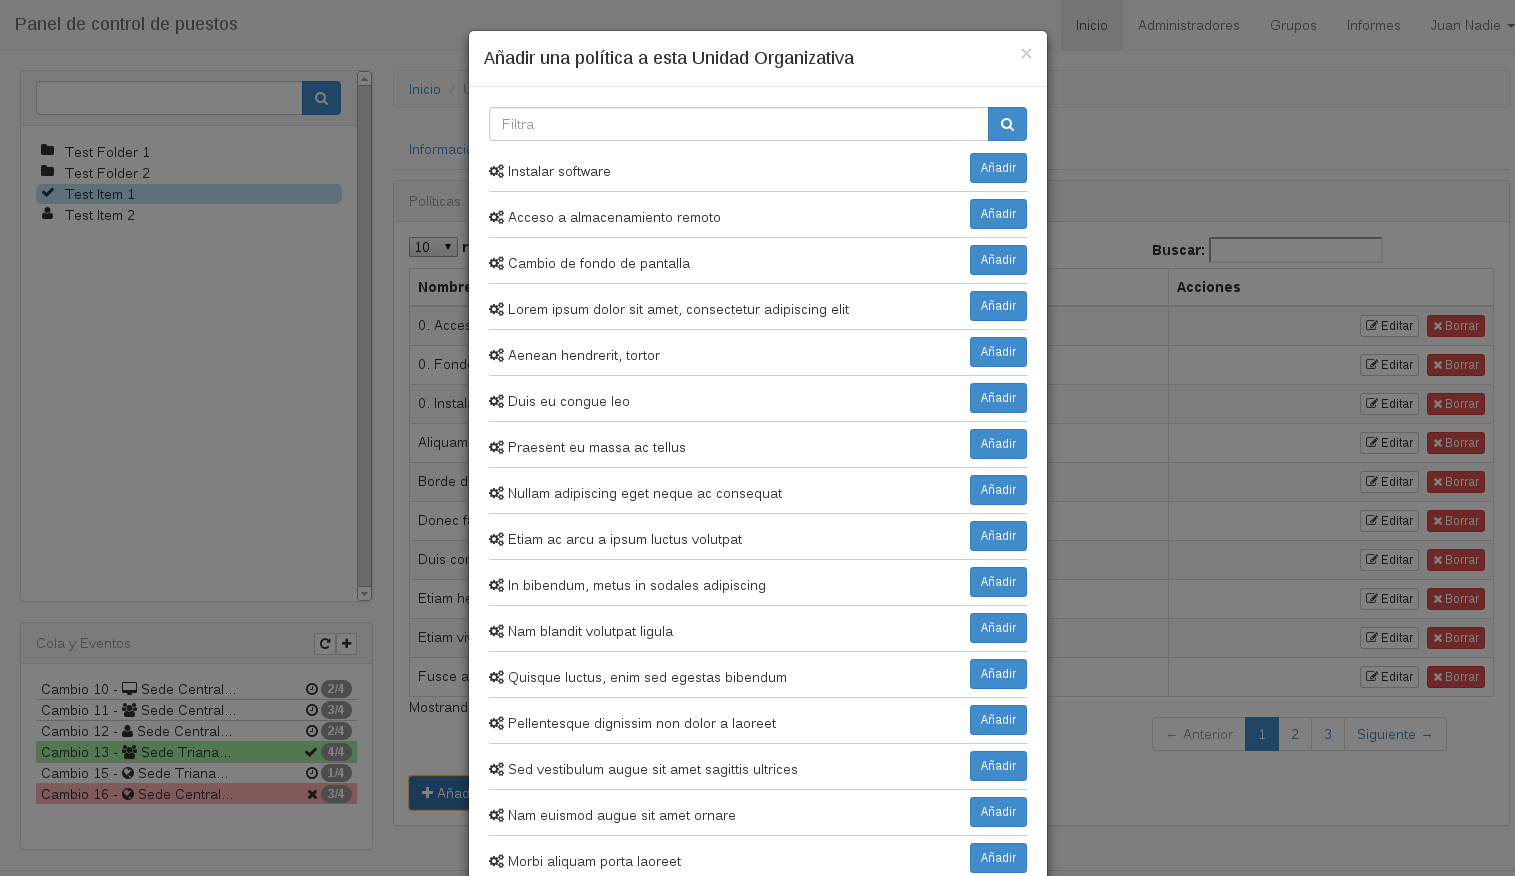 Panel de control de puestos
Inicio Administradores Grupos Informes Juan Nadie
Test Folder 1
Test Folder 2
Test Item 1
Test Item 2
Cola y Eventos
Cambio 10 - Sede Central... 2/4
Cambio 11 - Sede Central... 3/4
Cambio 12 - Sede Central... 2/4
Cambio 13 - Sede Triana... 4/4
Cambio 15 - Sede Triana... 1/4
Cambio 16 - Sede Central... 3/4
Añadir una política a esta Unidad Organizativa ×
Filtra
Instalar software Añadir
Acceso a almacenamiento remoto Añadir
Cambio de fondo de pantalla Añadir
Lorem ipsum dolor sit amet, consectetur adipiscing elit Añadir
Aenean hendrerit, tortor Añadir
Duis eu congue leo Añadir
Praesent eu massa ac tellus Añadir
Nullam adipiscing eget neque ac consequat Añadir
Etiam ac arcu a ipsum luctus volutpat Añadir
In bibendum, metus in sodales adipiscing Añadir
Nam blandit volutpat ligula Añadir
Quisque luctus, enim sed egestas bibendum Añadir
Pellentesque dignissim non dolor a laoreet Añadir
Sed vestibulum augue sit amet sagittis ultrices Añadir
Nam euismod augue sit amet ornare Añadir
Morbi aliquam porta laoreet Añadir
Inicio /
Políticas
10 Buscar:
Nombre Acciones
0. Editar Borrar
0. Editar Borrar
0. Editar Borrar
Aliquam Editar Borrar
Borde Editar Borrar
Donec Editar Borrar
Duis Editar Borrar
Etiam Editar Borrar
Etiam Editar Borrar
Fusce Editar Borrar
← Anterior 1 2 3 Siguiente →